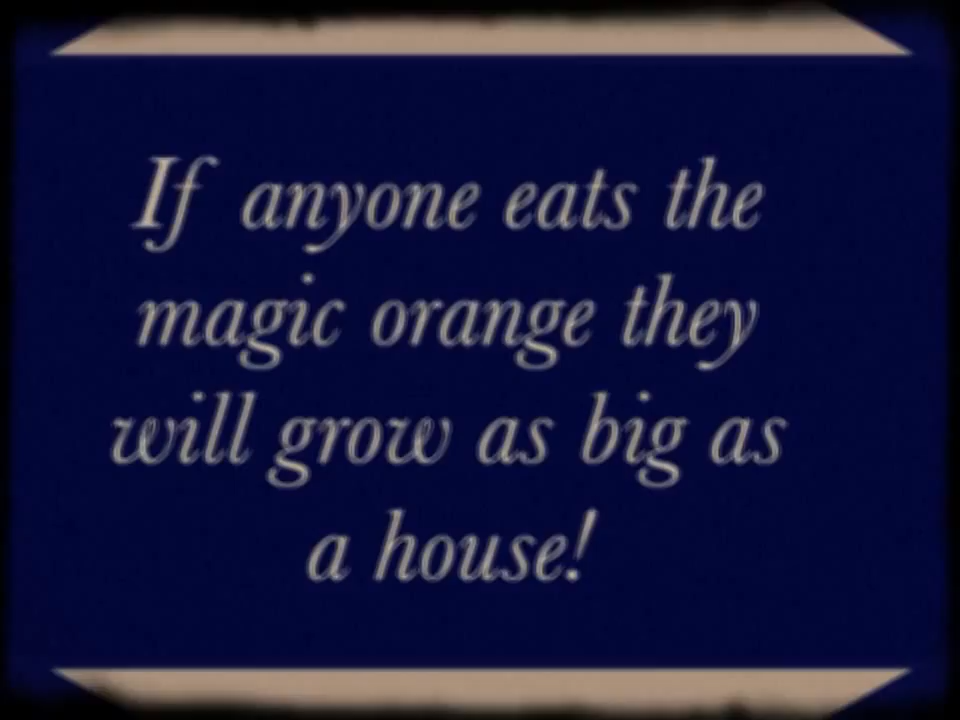 If anyone eats the
magic orange they
will grow as big as
a house!